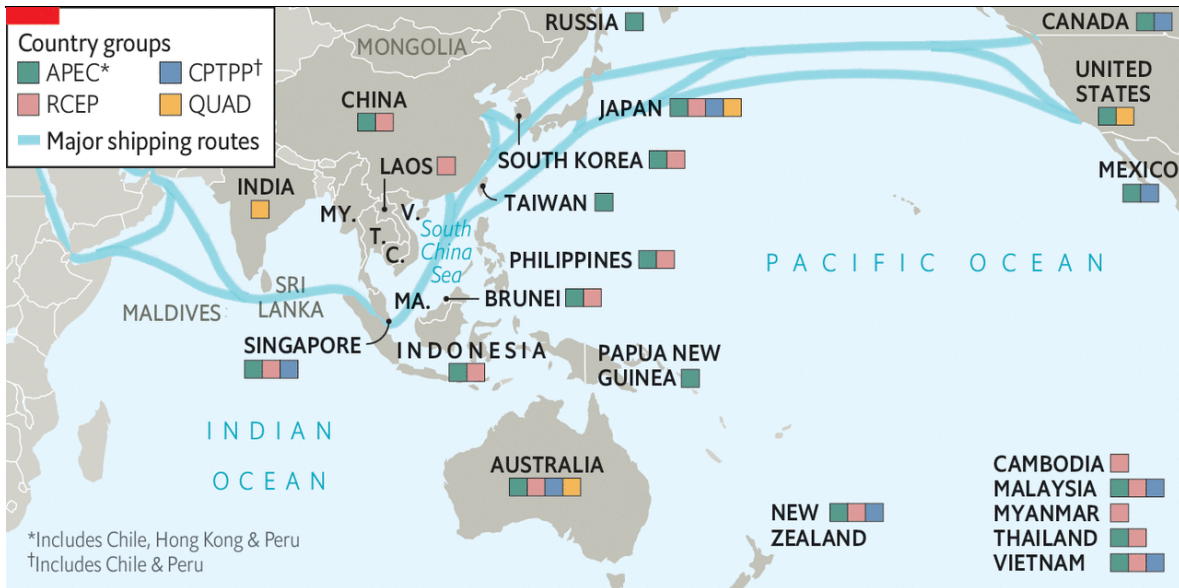 Country groups
APEC*
CPTPP†
RCEP
QUAD
Major shipping routes
RUSSIA
CANADA
MONGOLIA
UNITED
STATES
CHINA
JAPAN
LAOS
SOUTH KOREA
MEXICO
INDIA
MY.
V.
TAIWAN
T.
C.
South
China
Sea
PHILIPPINES
PACIFIC OCEAN
SRI
LANKA
MALDIVES
MA.
BRUNEI
SINGAPORE
INDONESIA
PAPUA NEW
GUINEA
INDIAN
OCEAN
AUSTRALIA
NEW
ZEALAND
CAMBODIA
MALAYSIA
MYANMAR
THAILAND
VIETNAM
*Includes Chile, Hong Kong & Peru
†Includes Chile & Peru